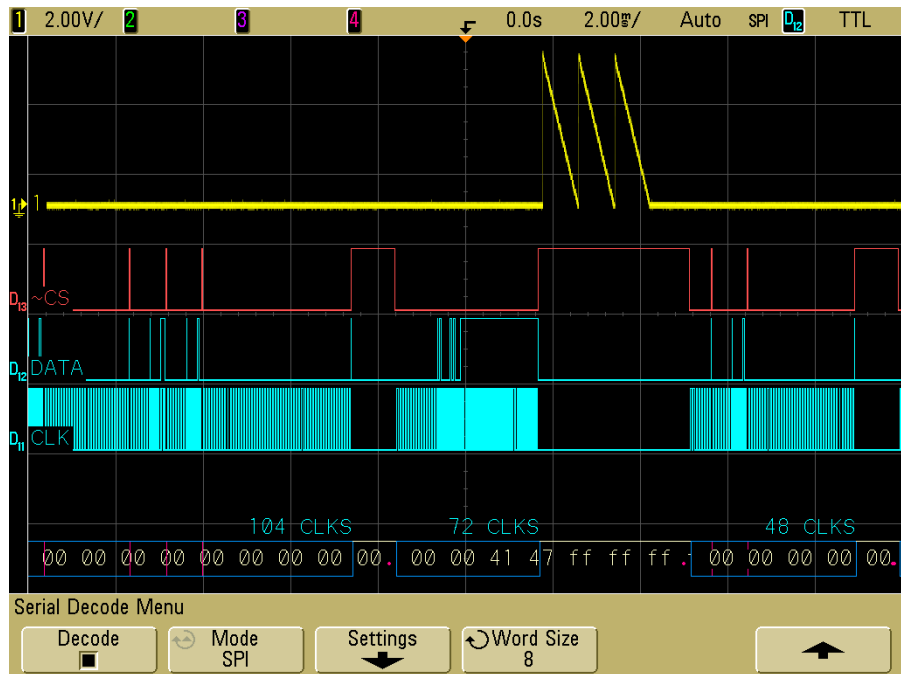 1 2.00V/ 2 3 4 0.0s 2.00ms/ Auto SPI D12 TTL
1 1
D13 ~CS
D12 DATA
D11 CLK
104 CLKS 72 CLKS 48 CLKS
00 00 00 00 00 00 00 00 00. 00 00 41 47 ff ff ff . 00 00 00 00 00.
Serial Decode Menu
Decode Mode Settings Word Size
SPI 8